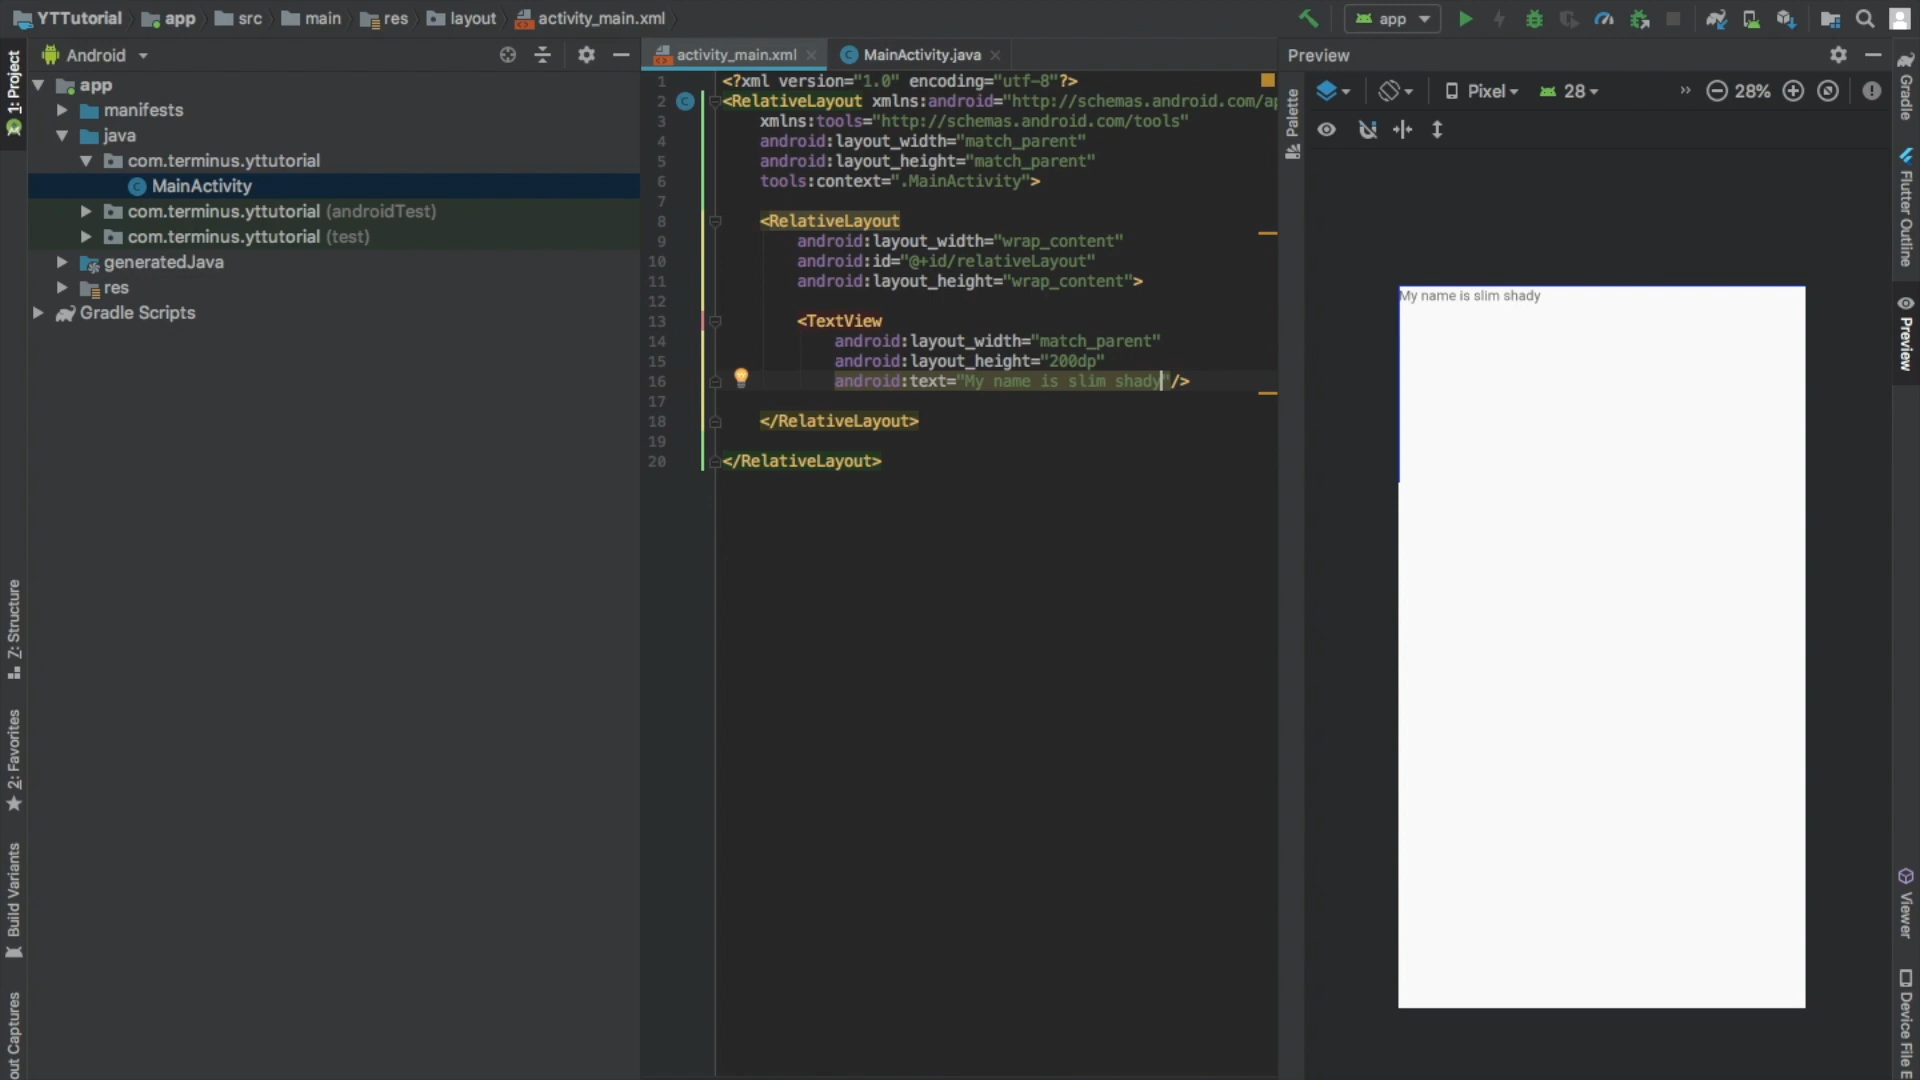 YTTutorial app src main res layout activity_main.xml
app
Android
activity_main.xml MainActivity.java
Preview
1: Project
app
manifests
java
com.terminus.yttutorial
MainActivity
com.terminus.yttutorial (androidTest)
com.terminus.yttutorial (test)
generatedJava
res
Gradle Scripts
Z: Structure
2: Favorites
Build Variants
out Captures
1 <?xml version="1.0" encoding="utf-8"?>
2 <RelativeLayout xmlns:android="http://schemas.android.com/ap
3 xmlns:tools="http://schemas.android.com/tools"
4 android:layout_width="match_parent"
5 android:layout_height="match_parent"
6 tools:context=".MainActivity">
7
8 <RelativeLayout
9 android:layout_width="wrap_content"
10 android:id="@+id/relativeLayout"
11 android:layout_height="wrap_content">
12
13 <TextView
14 android:layout_width="match_parent"
15 android:layout_height="200dp"
16 android:text="My name is slim shady"/>
17
18 </RelativeLayout>
19
20 </RelativeLayout>
Palette
Pixel 28 28%
My name is slim shady
Gradle
Flutter Outline
Preview
Viewer
Device File E